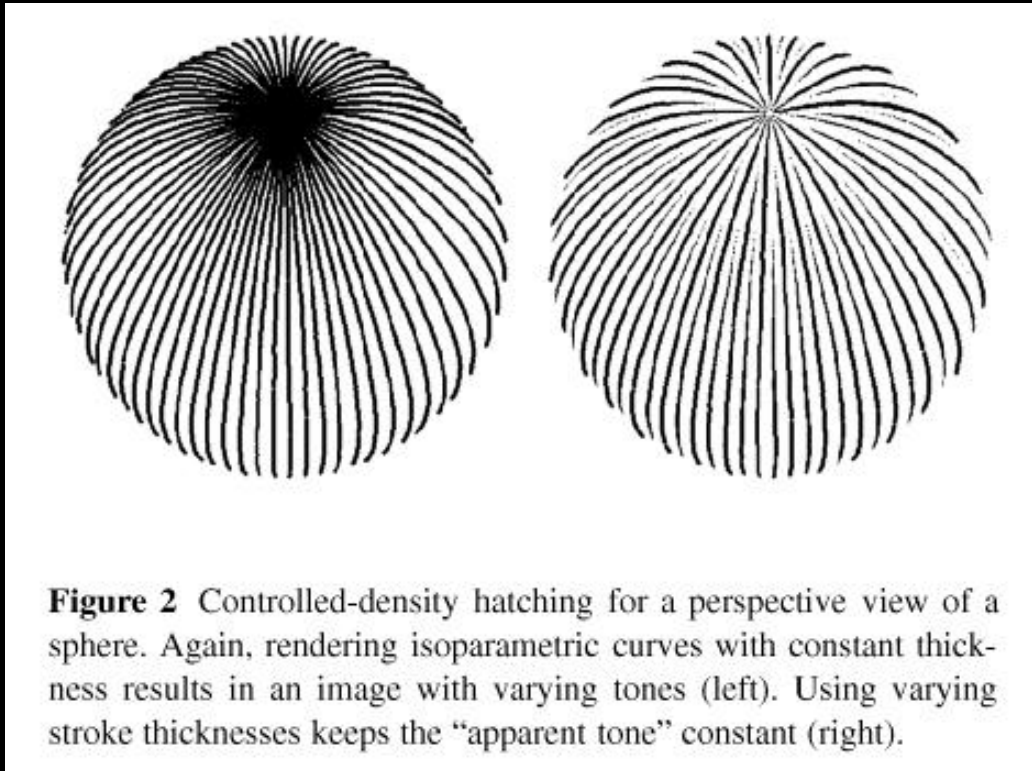 Figure 2 Controlled-density hatching for a perspective view of a
sphere. Again, rendering isoparametric curves with constant thick-
ness results in an image with varying tones (left). Using varying
stroke thicknesses keeps the “apparent tone” constant (right).